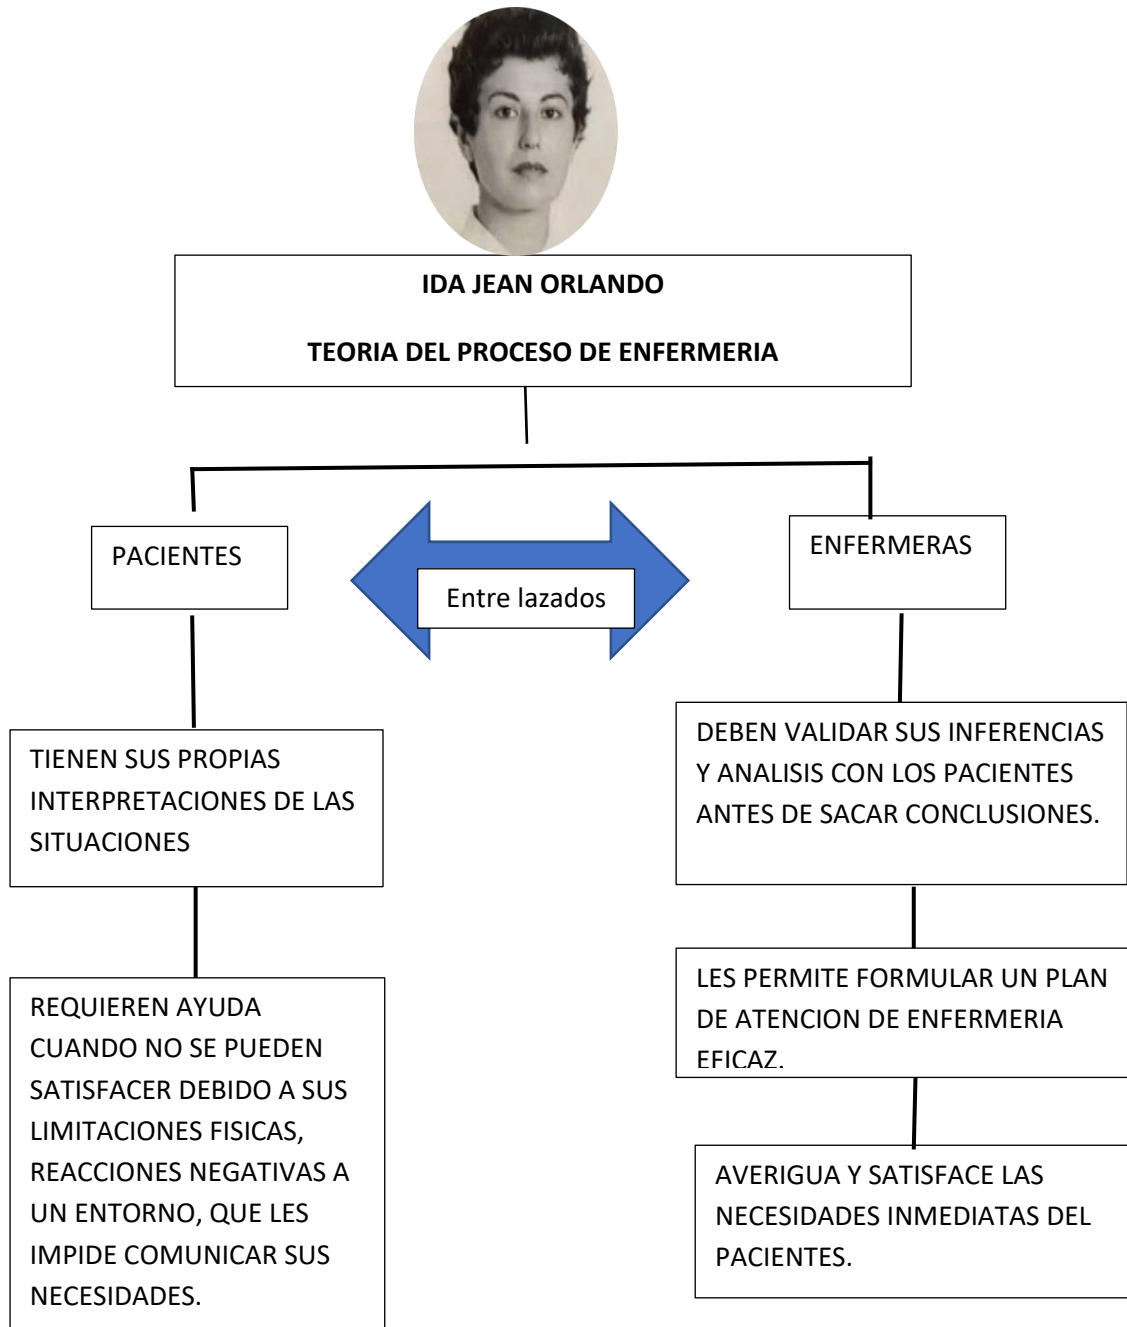 IDA JEAN ORLANDO
TEORIA DEL PROCESO DE ENFERMERIA
PACIENTES
Entre lazados
ENFERMERAS
TIENEN SUS PROPIAS
INTERPRETACIONES DE LAS
SITUACIONES
DEBEN VALIDAR SUS INFERENCIAS
Y ANALISIS CON LOS PACIENTES
ANTES DE SACAR CONCLUSIONES.
REQUIEREN AYUDA
CUANDO NO SE PUEDEN
SATISFACER DEBIDO A SUS
LIMITACIONES FISICAS,
REACCIONES NEGATIVAS A
UN ENTORNO, QUE LES
IMPIDE COMUNICAR SUS
NECESIDADES.
LES PERMITE FORMULAR UN PLAN
DE ATENCION DE ENFERMERIA
EFICAZ.
AVERIGUA Y SATISFACE LAS
NECESIDADES INMEDIATAS DEL
PACIENTES.